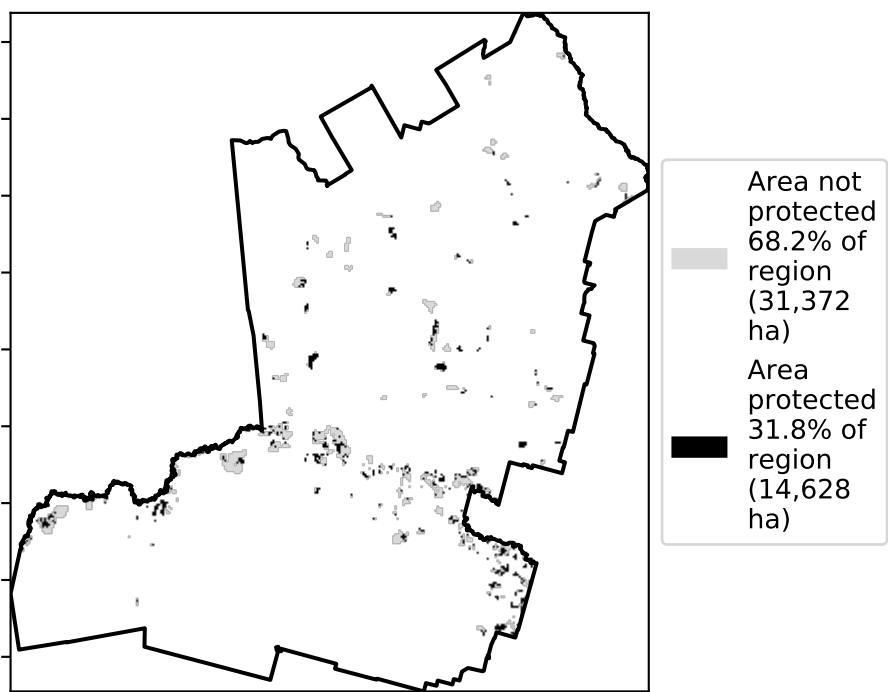 Area not
protected
68.2% of
region
(31,372
ha)
Area
protected
31.8% of
region
(14,628
ha)